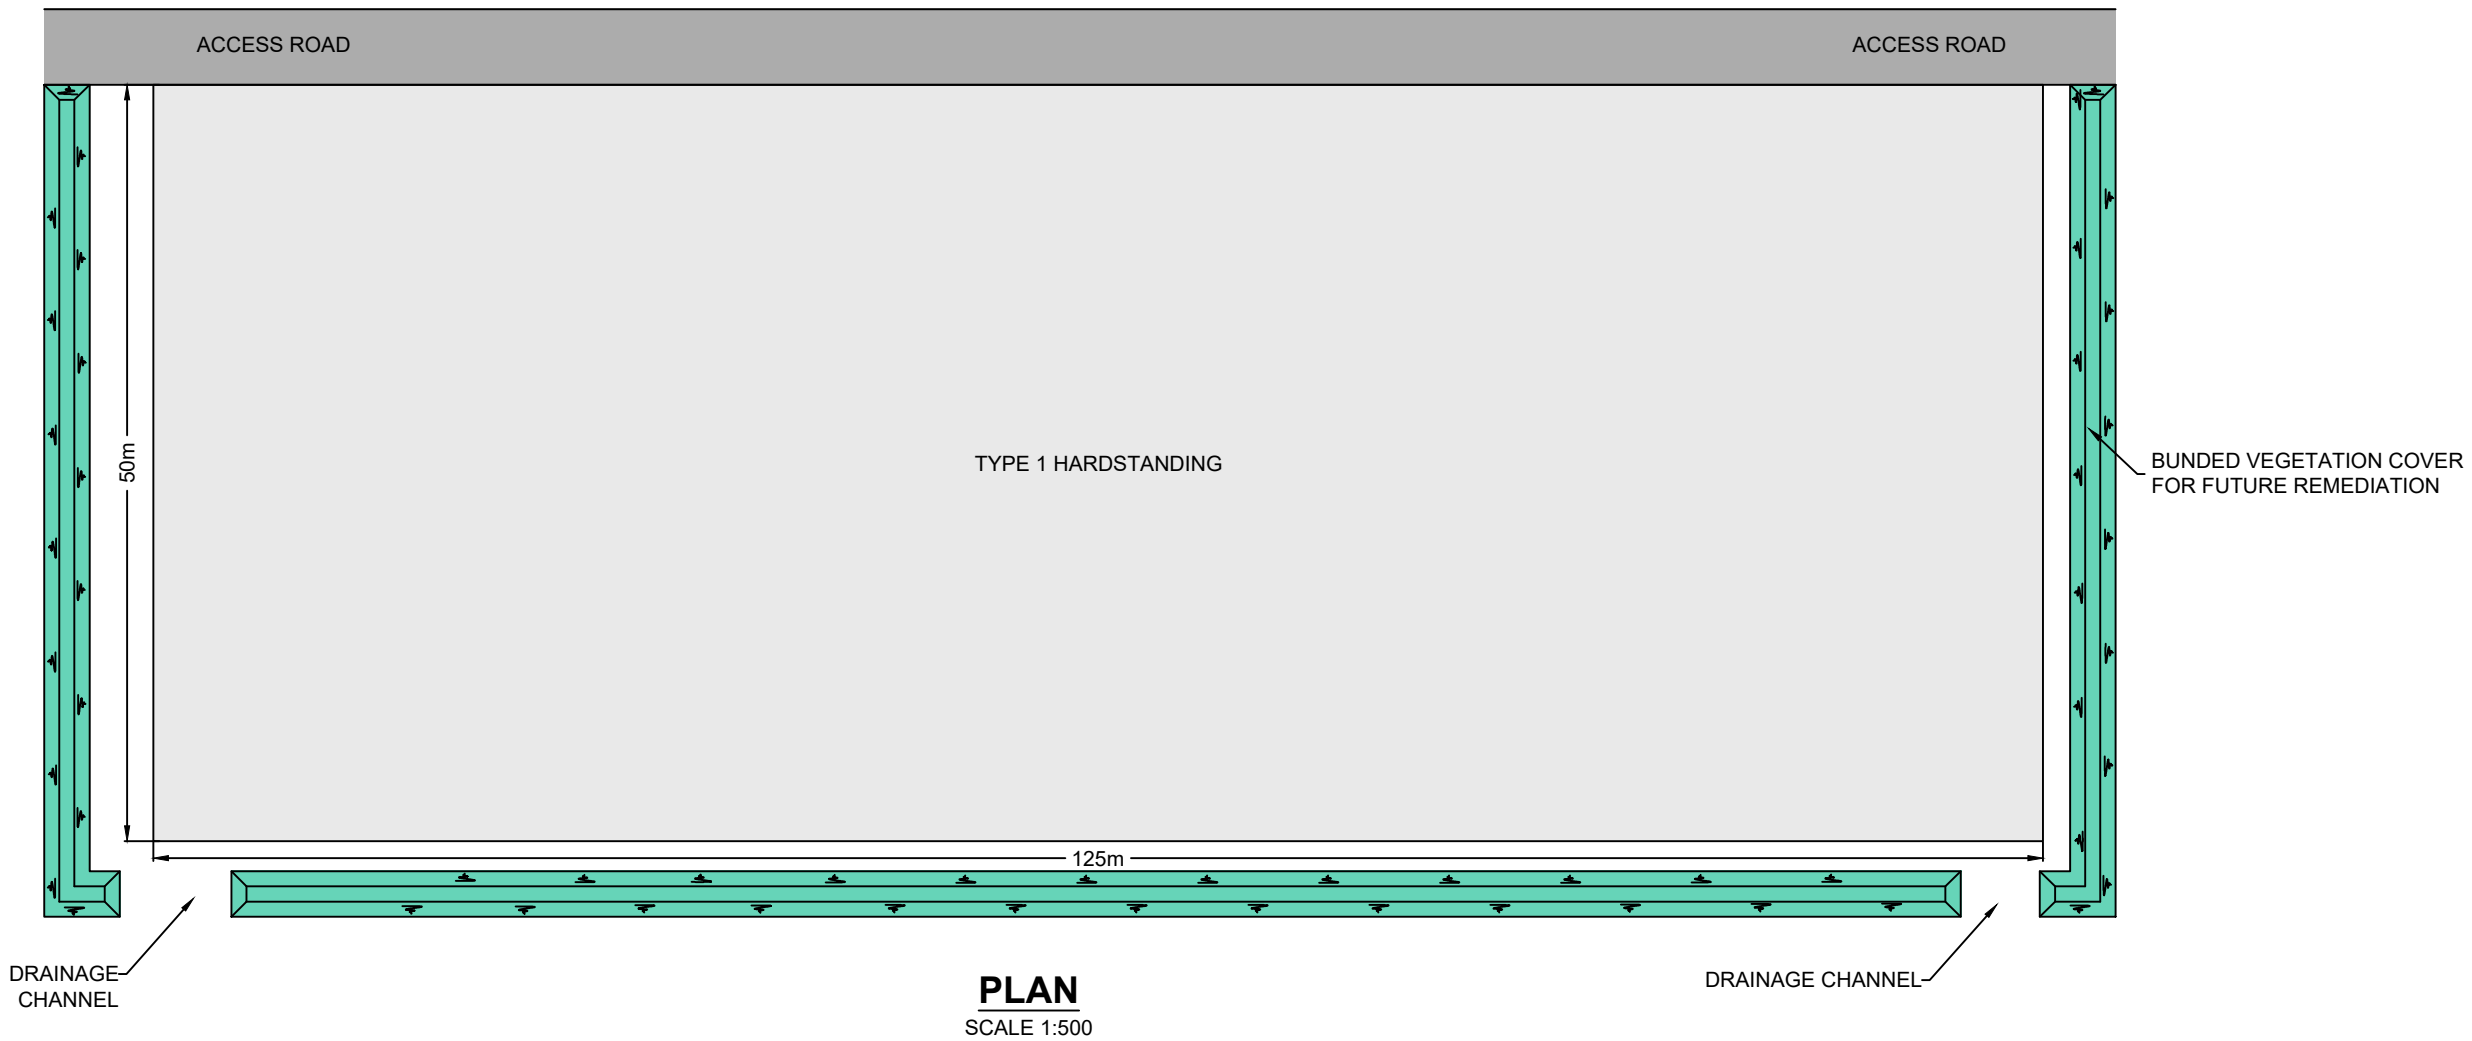 ACCESS ROAD
ACCESS ROAD
50m
TYPE 1 HARDSTANDING
BUNDED VEGETATION COVER
FOR FUTURE REMEDIATION
125m
DRAINAGE
CHANNEL
DRAINAGE CHANNEL
PLAN
SCALE 1:500